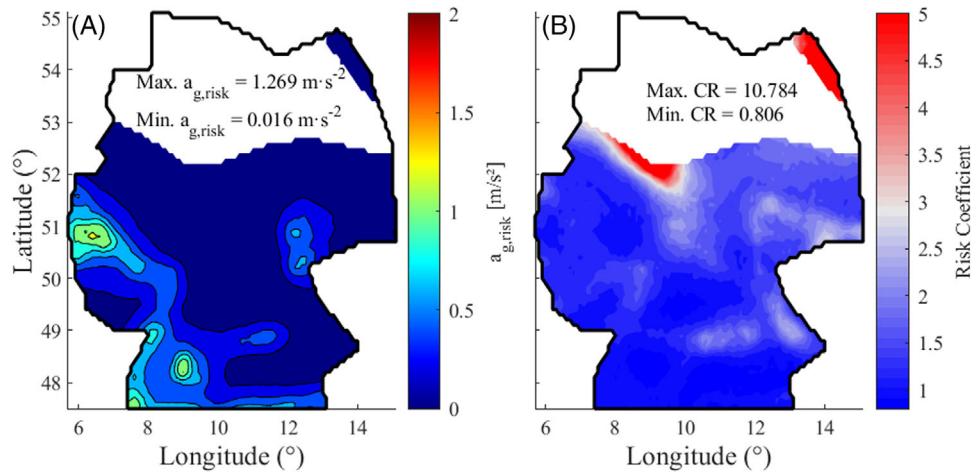 (A)
Max. a_g,risk = 1.269 m·s⁻²
Min. a_g,risk = 0.016 m·s⁻²
55
54
53
52
51
50
49
48
Latitude (°)
6 8 10 12 14
Longitude (°)
2
1.5
1
0.5
0
a_g,risk [m/s²]
(B)
Max. CR = 10.784
Min. CR = 0.806
6 8 10 12 14
Longitude (°)
5
4.5
4
3.5
3
2.5
2
1.5
1
Risk Coefficient